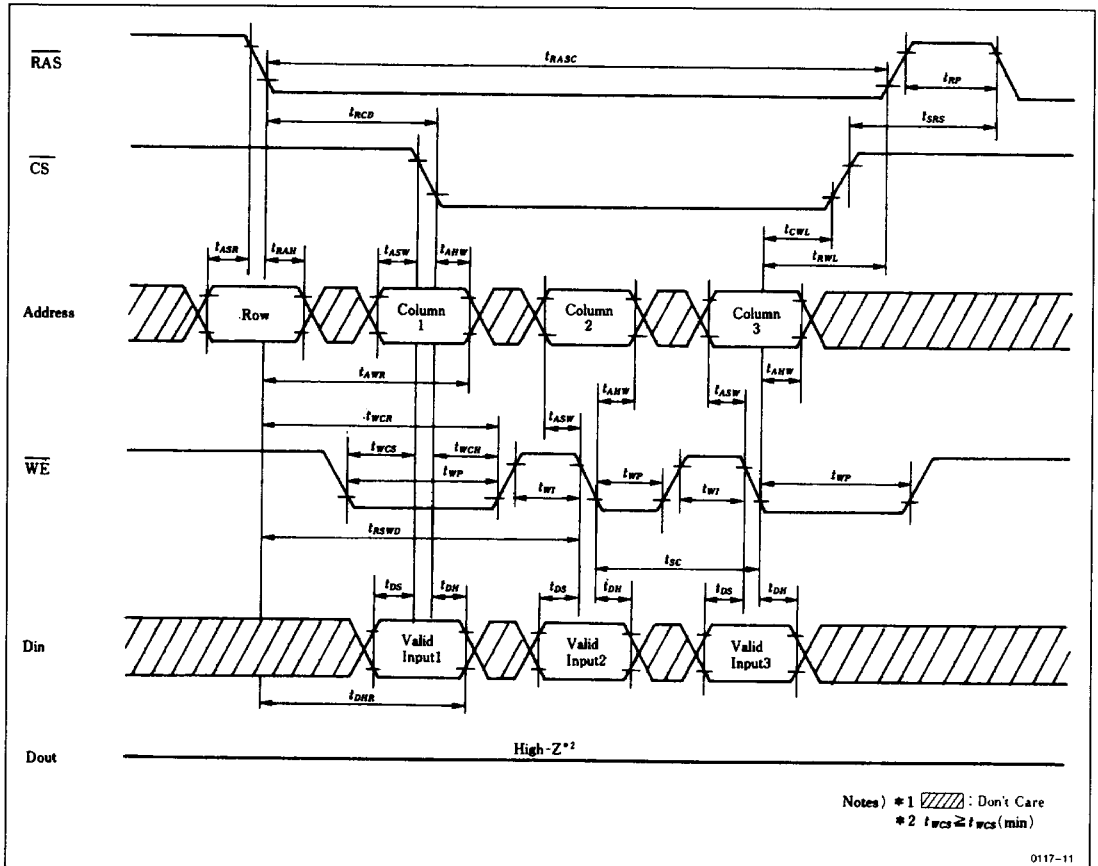 RAS
tRASC
tRP
tRCD
tSRS
CS
tCWL
tASR
tRAH
tASW
tAHW
tRWL
Address
Row
Column 1
Column 2
Column 3
tAWR
tAHW
tASW
tAHW
tWCR
tASW
tWCS
tWCH
WE
tWP
tWI
tWP
tWI
tWP
tRSWD
tSC
tDS
tDH
tDS
tDH
tDS
tDH
Din
Valid Input1
Valid Input2
Valid Input3
tDHR
High-Z*2
Dout
Notes) *1 : Don't Care
*2 tWCS ≧ tWCS (min)
0117-11